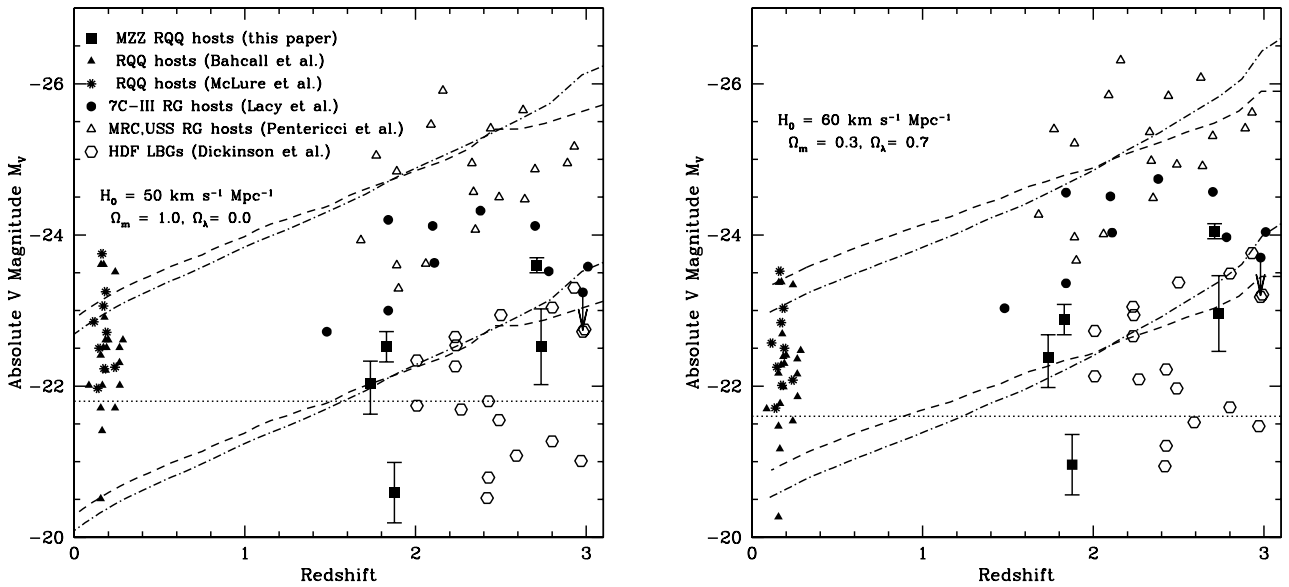 MZZ RQQ hosts (this paper)
RQQ hosts (Bahcall et al.)
RQQ hosts (McLure et al.)
7C−III RG hosts (Lacy et al.)
MRC,USS RG hosts (Pentericci et al.)
HDF LBGs (Dickinson et al.)
H₀ = 50 km s⁻¹ Mpc⁻¹
Ωₘ = 1.0, Ω_λ= 0.0
Absolute V Magnitude M_V
−26
−24
−22
−20
0 1 2 3
Redshift
H₀ = 60 km s⁻¹ Mpc⁻¹
Ωₘ = 0.3, Ω_λ= 0.7
Absolute V Magnitude M_V
−26
−24
−22
−20
0 1 2 3
Redshift